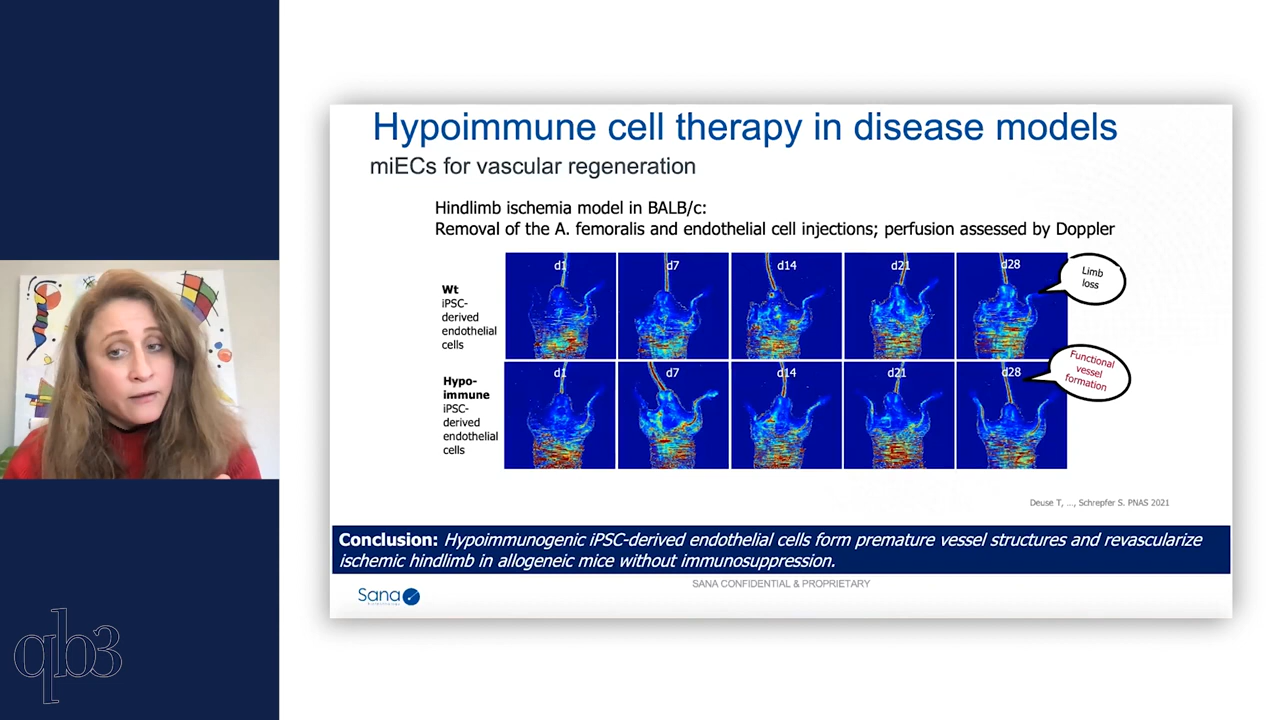 Hypoimmune cell therapy in disease models
miECs for vascular regeneration
Hindlimb ischemia model in BALB/c:
Removal of the A. femoralis and endothelial cell injections; perfusion assessed by Doppler
d1
d7
d14
d21
d28
Limb
loss
Wt
iPSC-
derived
endothelial
cells
d1
d7
d14
d21
d28
Functional
vessel
formation
Hypo-
immune
iPSC-
derived
endothelial
cells
Deuse T, ..., Schrepfer S. PNAS 2021
Conclusion: Hypoimmunogenic iPSC-derived endothelial cells form premature vessel structures and revascularize
ischemic hindlimb in allogeneic mice without immunosuppression.
SANA CONFIDENTIAL & PROPRIETARY
Sana
qb3